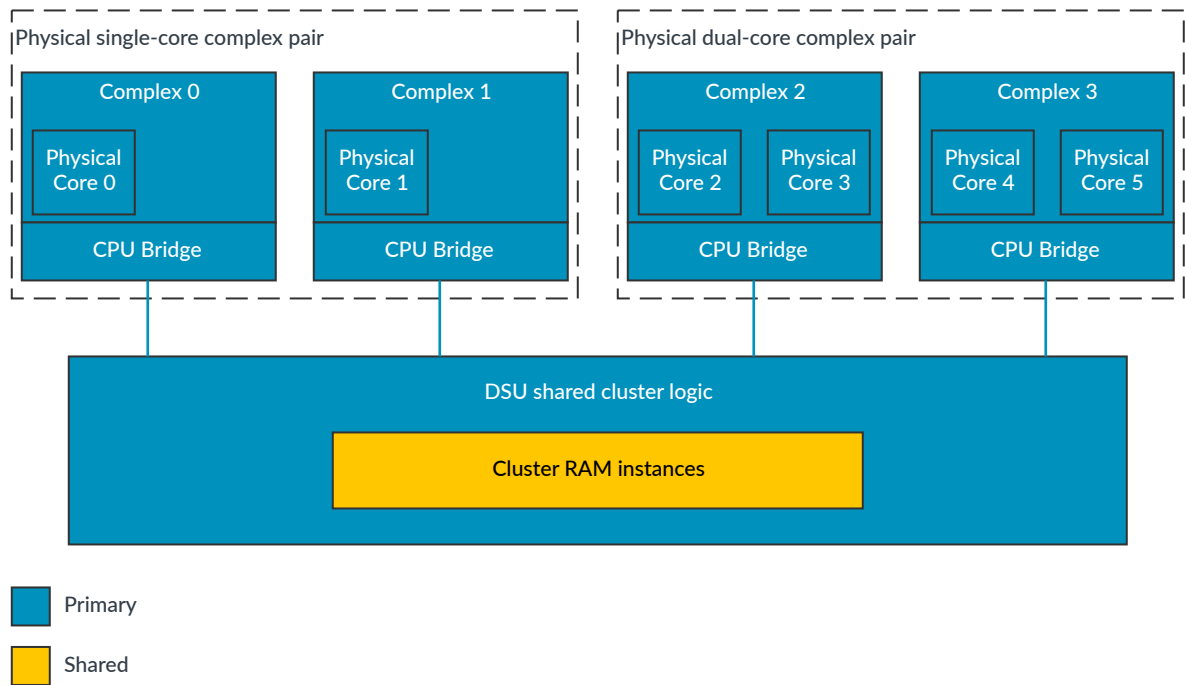 Physical single-core complex pair
Physical dual-core complex pair
Complex 0
Complex 1
Complex 2
Complex 3
Physical
Core 0
Physical
Core 1
Physical
Core 2
Physical
Core 3
Physical
Core 4
Physical
Core 5
CPU Bridge
CPU Bridge
CPU Bridge
CPU Bridge
DSU shared cluster logic
Cluster RAM instances
Primary
Shared